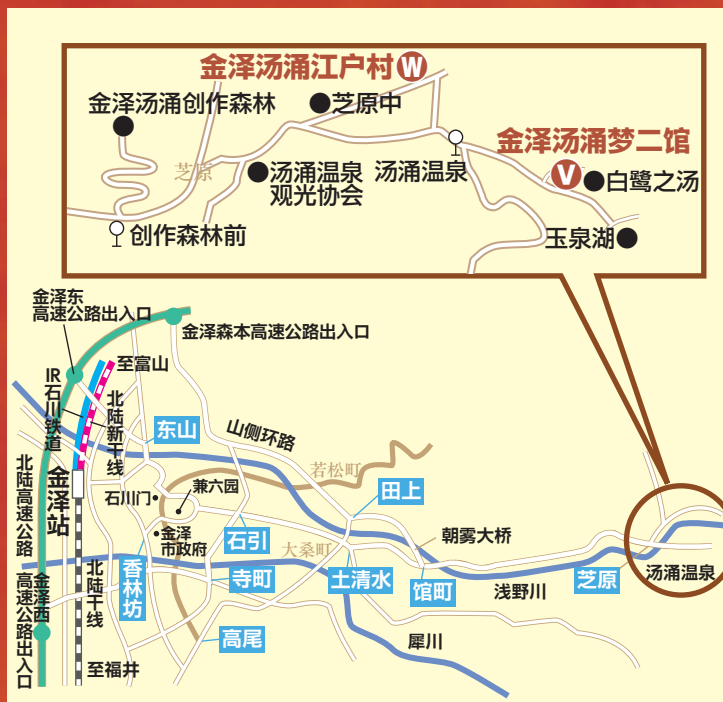 金泽汤涌江户村 W
金泽汤涌创作森林
芝原中
金泽汤涌梦二馆
V
芝原
汤涌温泉
观光协会
汤涌温泉
白鹭之汤
创作森林前
玉泉湖
金泽东
高速公路出入口
金泽森本高速公路出入口
至富山
IR石川铁道
北陆新干线
东山
山侧环路
若松町
北陆高速公路
金泽站
兼六园
石川门
田上
金泽
市政府
石引
大桑町
朝雾大桥
香林坊
寺町
土清水
馆町
芝原
汤涌温泉
浅野川
金泽西
高速公路出入口
北陆干线
高尾
犀川
至福井